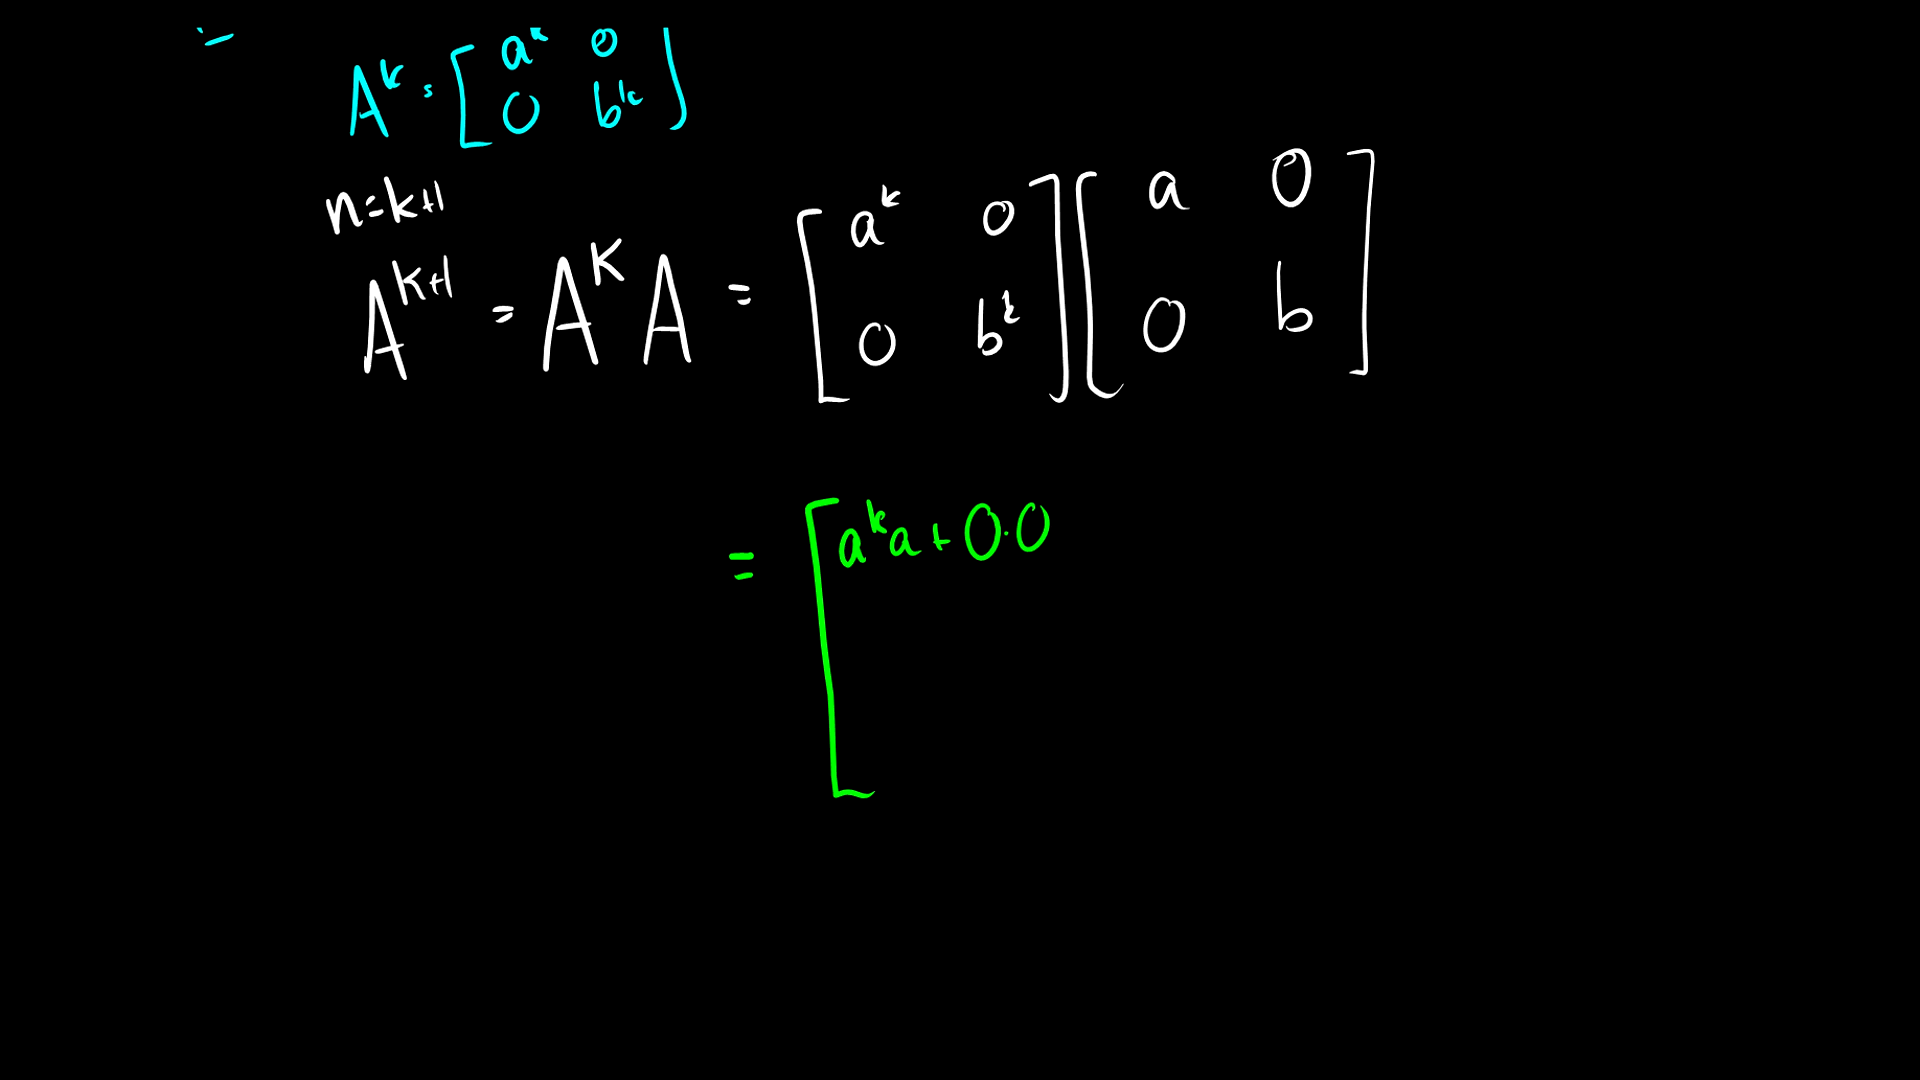 A^k = [a^k 0
0 b^k]
n=k+1
A^{k+1} = A^K A = [a^k 0
0 b^k] [a 0
0 b]
= [a^k a + 0·0